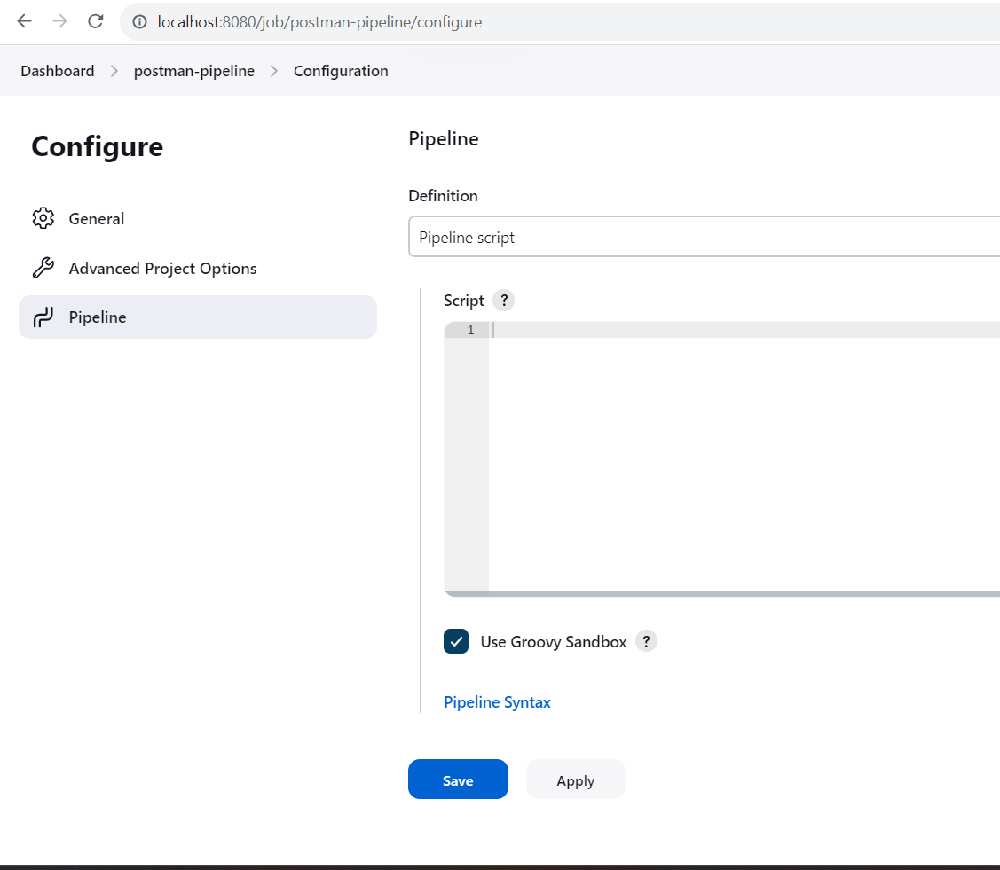 localhost:8080/job/postman-pipeline/configure
Dashboard > postman-pipeline > Configuration
Configure
General
Advanced Project Options
Pipeline
Pipeline
Definition
Pipeline script
Script ?
1
Use Groovy Sandbox ?
Pipeline Syntax
Save Apply